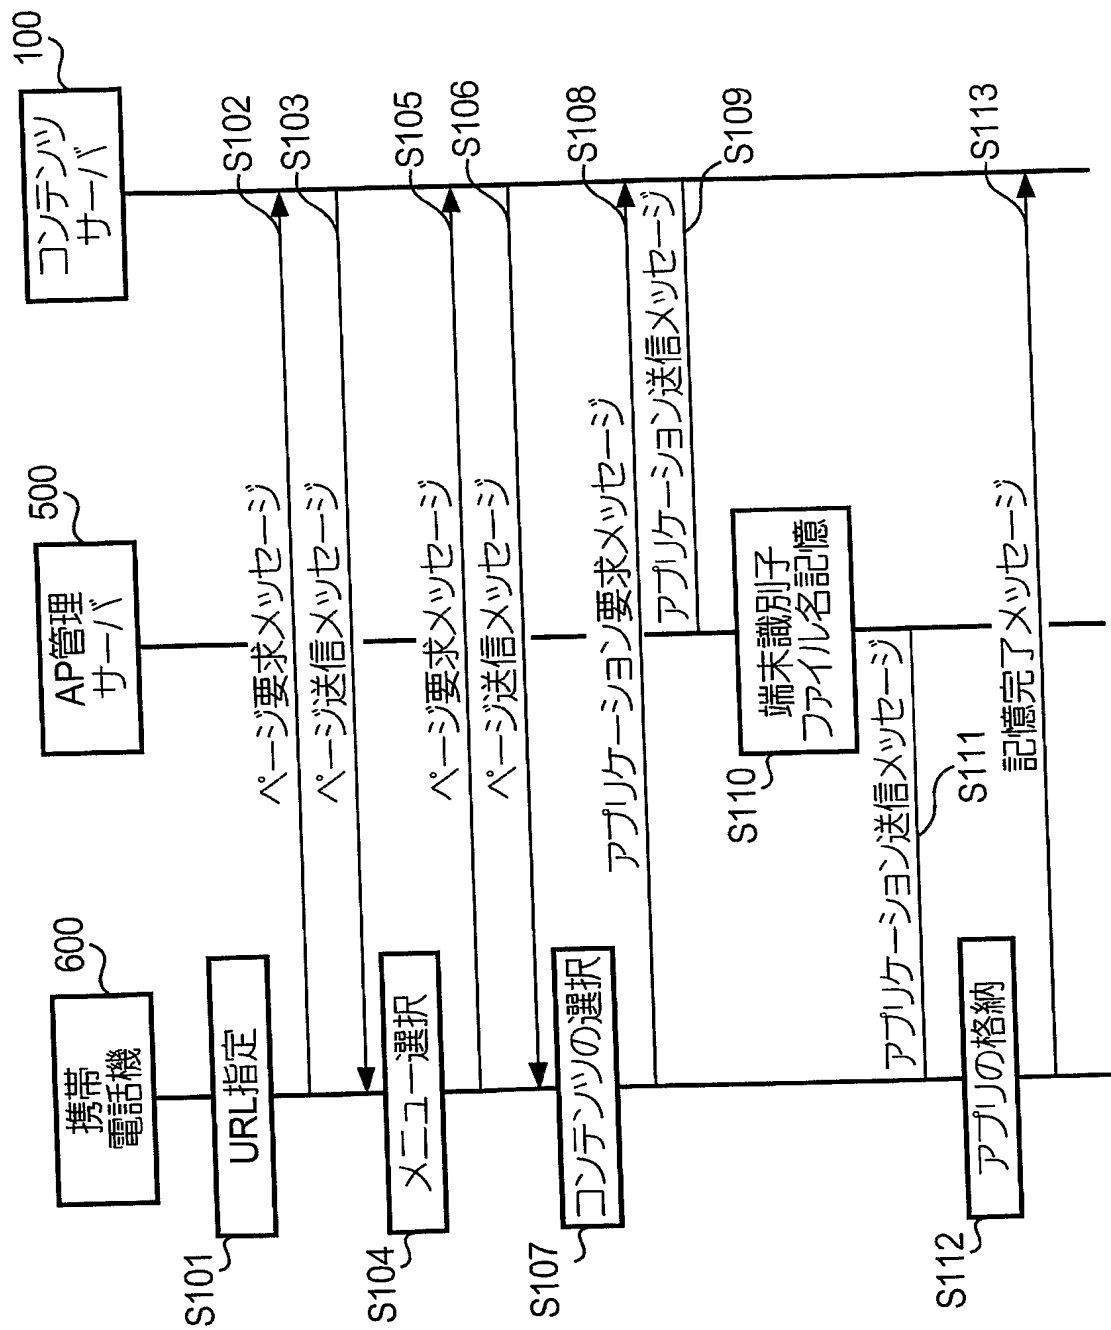 携帯
電話機
600
AP管理
サーバ
500
コンテンツ
サーバ
100
S101
URL指定
ページ要求メッセージ
S102
ページ送信メッセージ
S103
S104
メニュー選択
ページ要求メッセージ
S105
ページ送信メッセージ
S106
S107
コンテンツの選択
アプリケーション要求メッセージ
S108
アプリケーション送信メッセージ
S109
S110
端末識別子
ファイル名記憶
アプリケーション送信メッセージ
S111
S112
アプリの格納
記憶完了メッセージ
S113